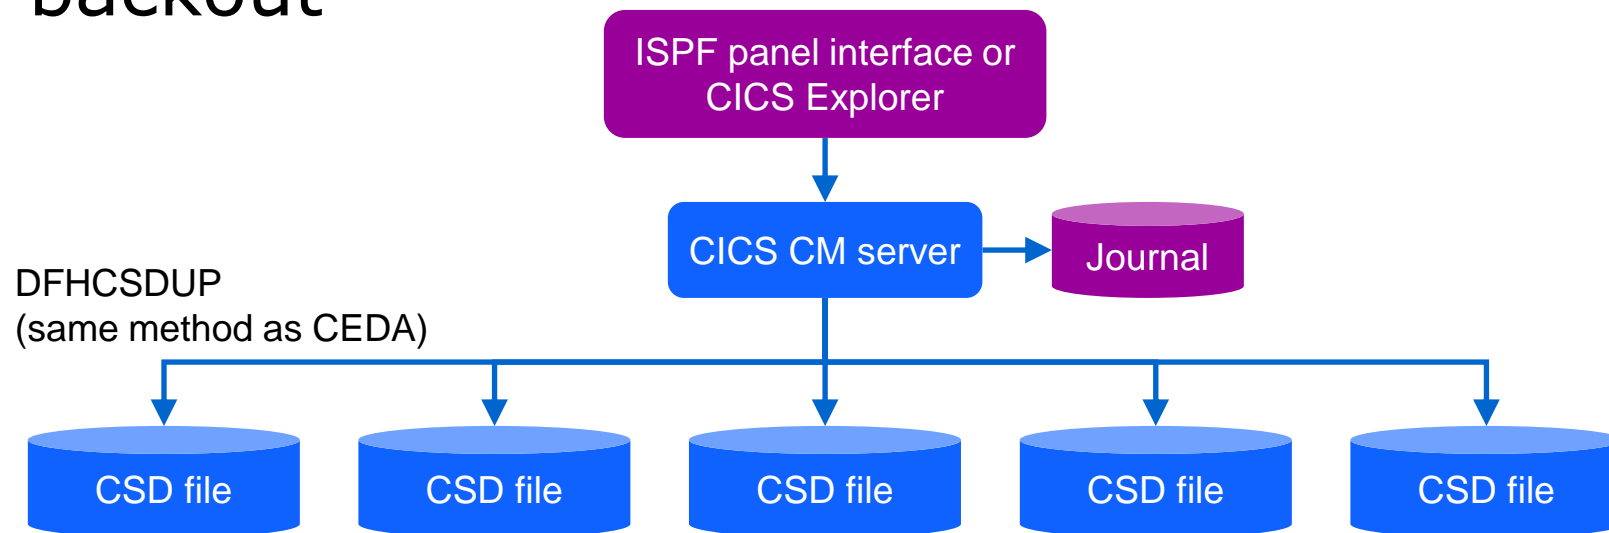 backout
ISPF panel interface or
CICS Explorer
CICS CM server
Journal
DFHCSDUP
(same method as CEDA)
CSD file
CSD file
CSD file
CSD file
CSD file